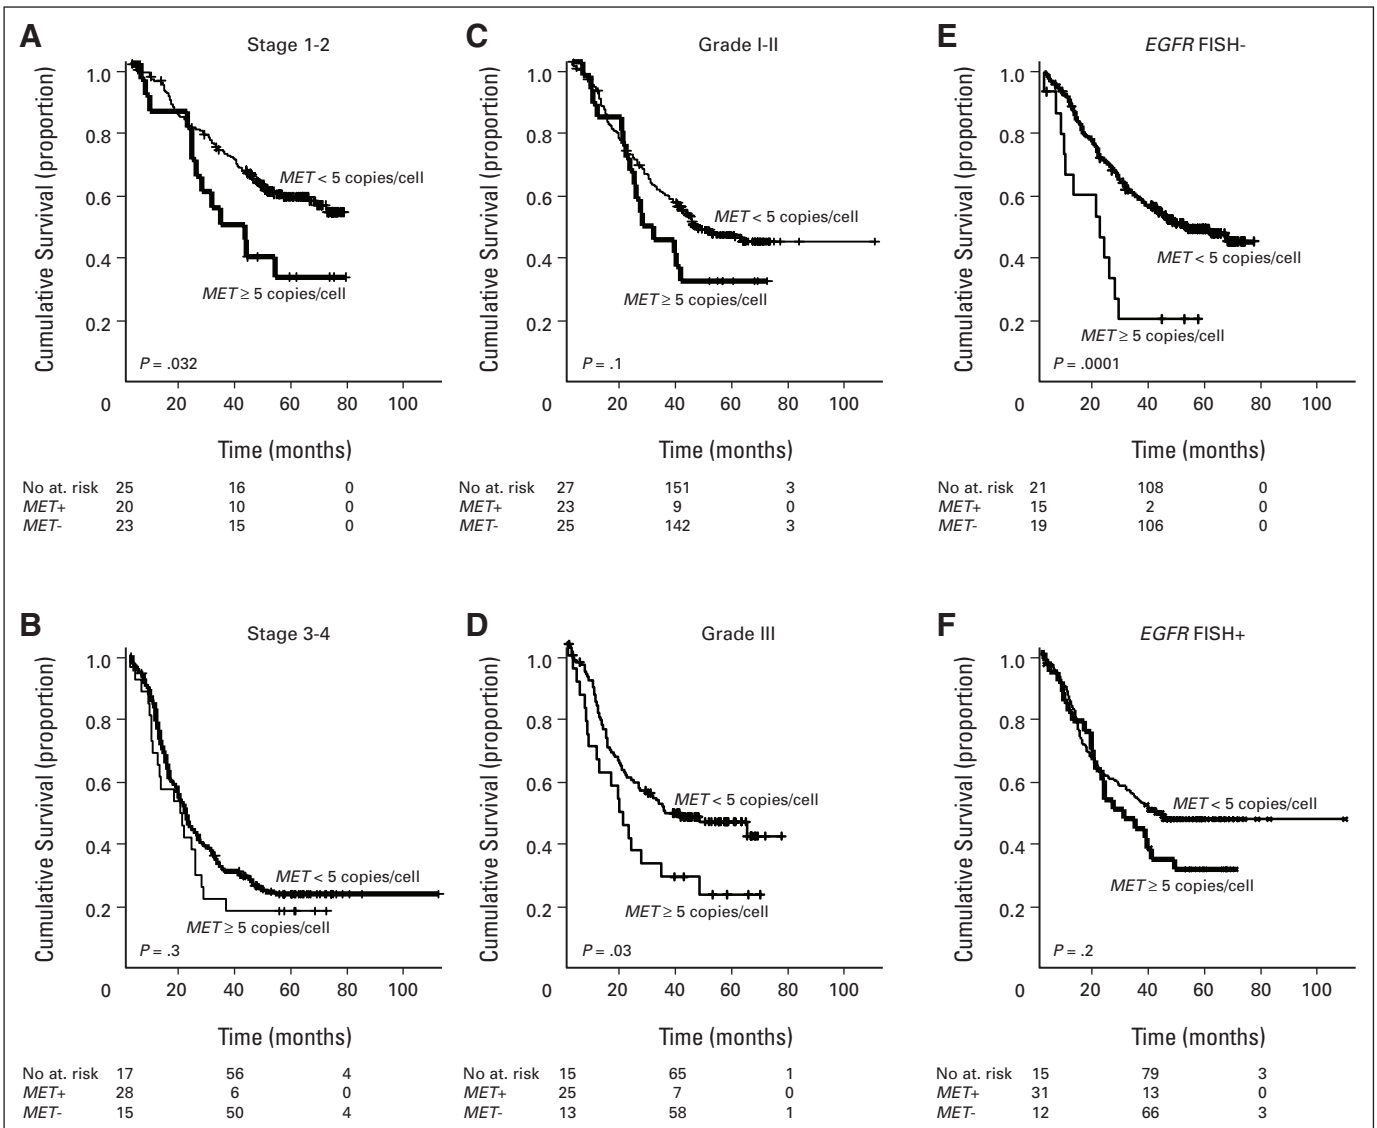 A
Stage 1-2
Cumulative Survival (proportion)
1.0
0.8
0.6
0.4
0.2
MET < 5 copies/cell
MET ≥ 5 copies/cell
P = .032
0 20 40 60 80 100
Time (months)
No at. risk 25 16 0
MET+ 20 10 0
MET- 23 15 0
C
Grade I-II
Cumulative Survival (proportion)
1.0
0.8
0.6
0.4
0.2
MET < 5 copies/cell
MET ≥ 5 copies/cell
P = .1
0 20 40 60 80 100
Time (months)
No at. risk 27 151 3
MET+ 23 9 0
MET- 25 142 3
E
EGFR FISH-
Cumulative Survival (proportion)
1.0
0.8
0.6
0.4
0.2
MET < 5 copies/cell
MET ≥ 5 copies/cell
P = .0001
0 20 40 60 80 100
Time (months)
No at. risk 21 108 0
MET+ 15 2 0
MET- 19 106 0
B
Stage 3-4
Cumulative Survival (proportion)
1.0
0.8
0.6
0.4
0.2
MET < 5 copies/cell
MET ≥ 5 copies/cell
P = .3
0 20 40 60 80 100
Time (months)
No at. risk 17 56 4
MET+ 28 6 0
MET- 15 50 4
D
Grade III
Cumulative Survival (proportion)
1.0
0.8
0.6
0.4
0.2
MET < 5 copies/cell
MET ≥ 5 copies/cell
P = .03
0 20 40 60 80 100
Time (months)
No at. risk 15 65 1
MET+ 25 7 0
MET- 13 58 1
F
EGFR FISH+
Cumulative Survival (proportion)
1.0
0.8
0.6
0.4
0.2
MET < 5 copies/cell
MET ≥ 5 copies/cell
P = .2
0 20 40 60 80 100
Time (months)
No at. risk 15 79 3
MET+ 31 13 0
MET- 12 66 3